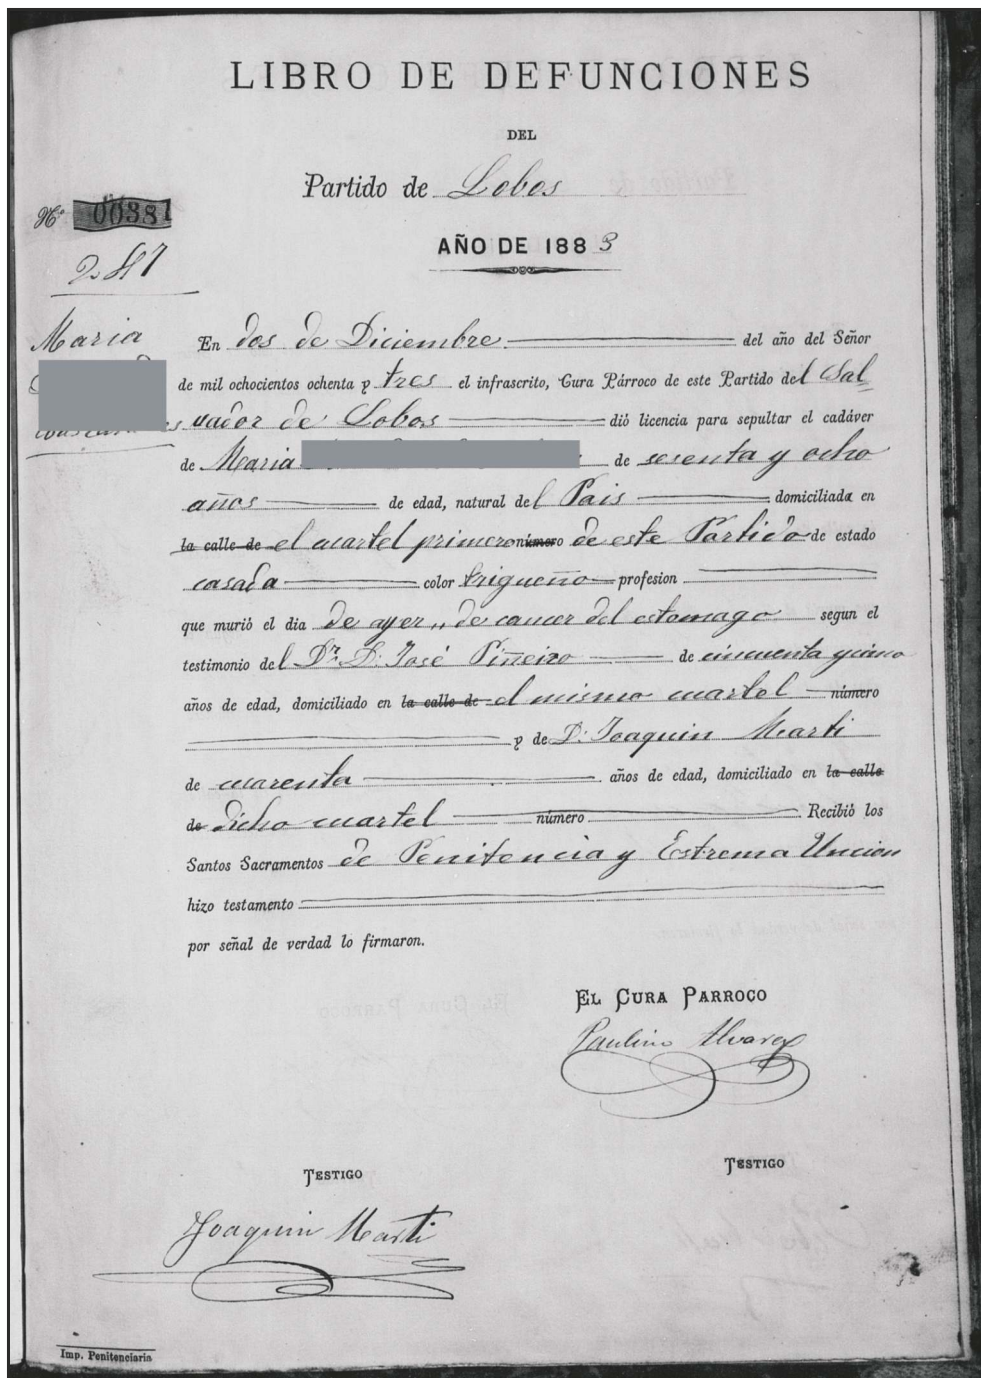 LIBRO DE DEFUNCIONES
DEL
Partido de Lobos
Nº 00381
AÑO DE 1883
247
Maria
En dos de Diciembre del año del Señor
de mil ochocientos ochenta y tres el infrascrito, Cura Párroco de este Partido del Sal
vador de Lobos dió licencia para sepultar el cadáver
de Maria de sesenta y ocho
años de edad, natural del Pais domiciliada en
la calle de el cuartel primero número de este Partido de estado
casada color trigueño profesion
que murió el dia de ayer, de cancer del estomago segun el
testimonio del Dr. D. José Piñeiro de cincuenta y cinco
años de edad, domiciliado en la calle de el mismo cuartel número
y de D. Joaquin Marti
de cuarenta años de edad, domiciliado en la calle
de dicho cuartel número Recibió los
Santos Sacramentos de Penitencia y Estrema Uncion
hizo testamento
por señal de verdad lo firmaron.
EL CURA PARROCO
Paulino Alvarez
TESTIGO
TESTIGO
Joaquin Marti
Imp. Penitenciaria